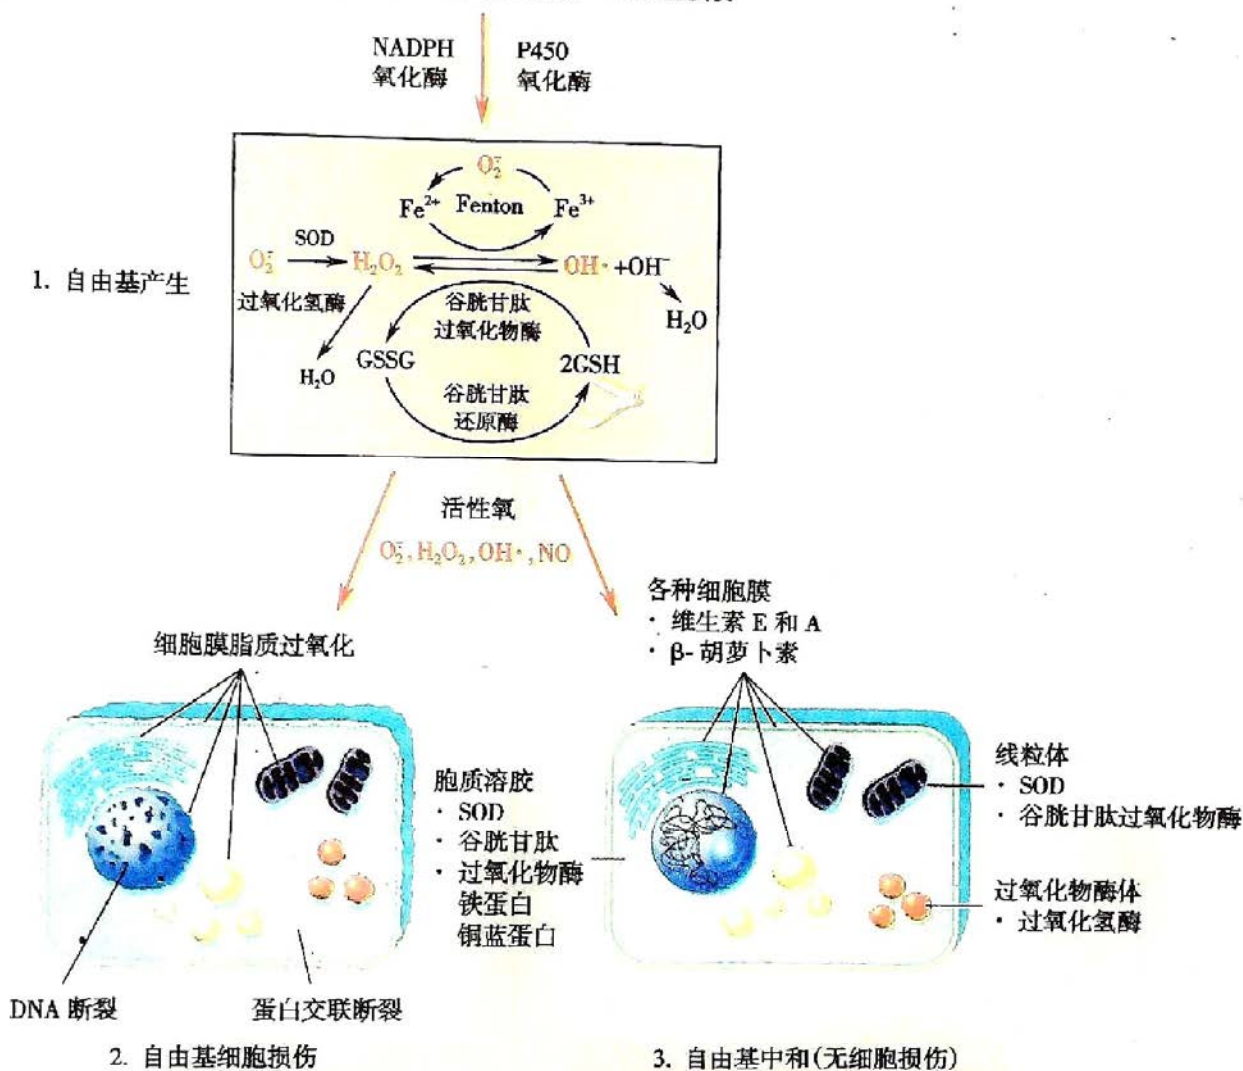 NADPH
氧化酶
P450
氧化酶
O₂⁻
Fe²⁺ Fenton Fe³⁺
SOD
O₂⁻ H₂O₂ OH· +OH⁻
1. 自由基产生
过氧化氢酶
谷胱甘肽
过氧化物酶
H₂O
GSSG 2GSH
H₂O
谷胱甘肽
还原酶
活性氧
O₂⁻, H₂O₂, OH·, NO
细胞膜脂质过氧化
各种细胞膜
· 维生素 E 和 A
· β-胡萝卜素
胞质溶胶
· SOD
· 谷胱甘肽
· 过氧化物酶
铁蛋白
铜蓝蛋白
线粒体
· SOD
· 谷胱甘肽过氧化物酶
过氧化物酶体
· 过氧化氢酶
DNA 断裂
蛋白交联断裂
2. 自由基细胞损伤
3. 自由基中和(无细胞损伤)